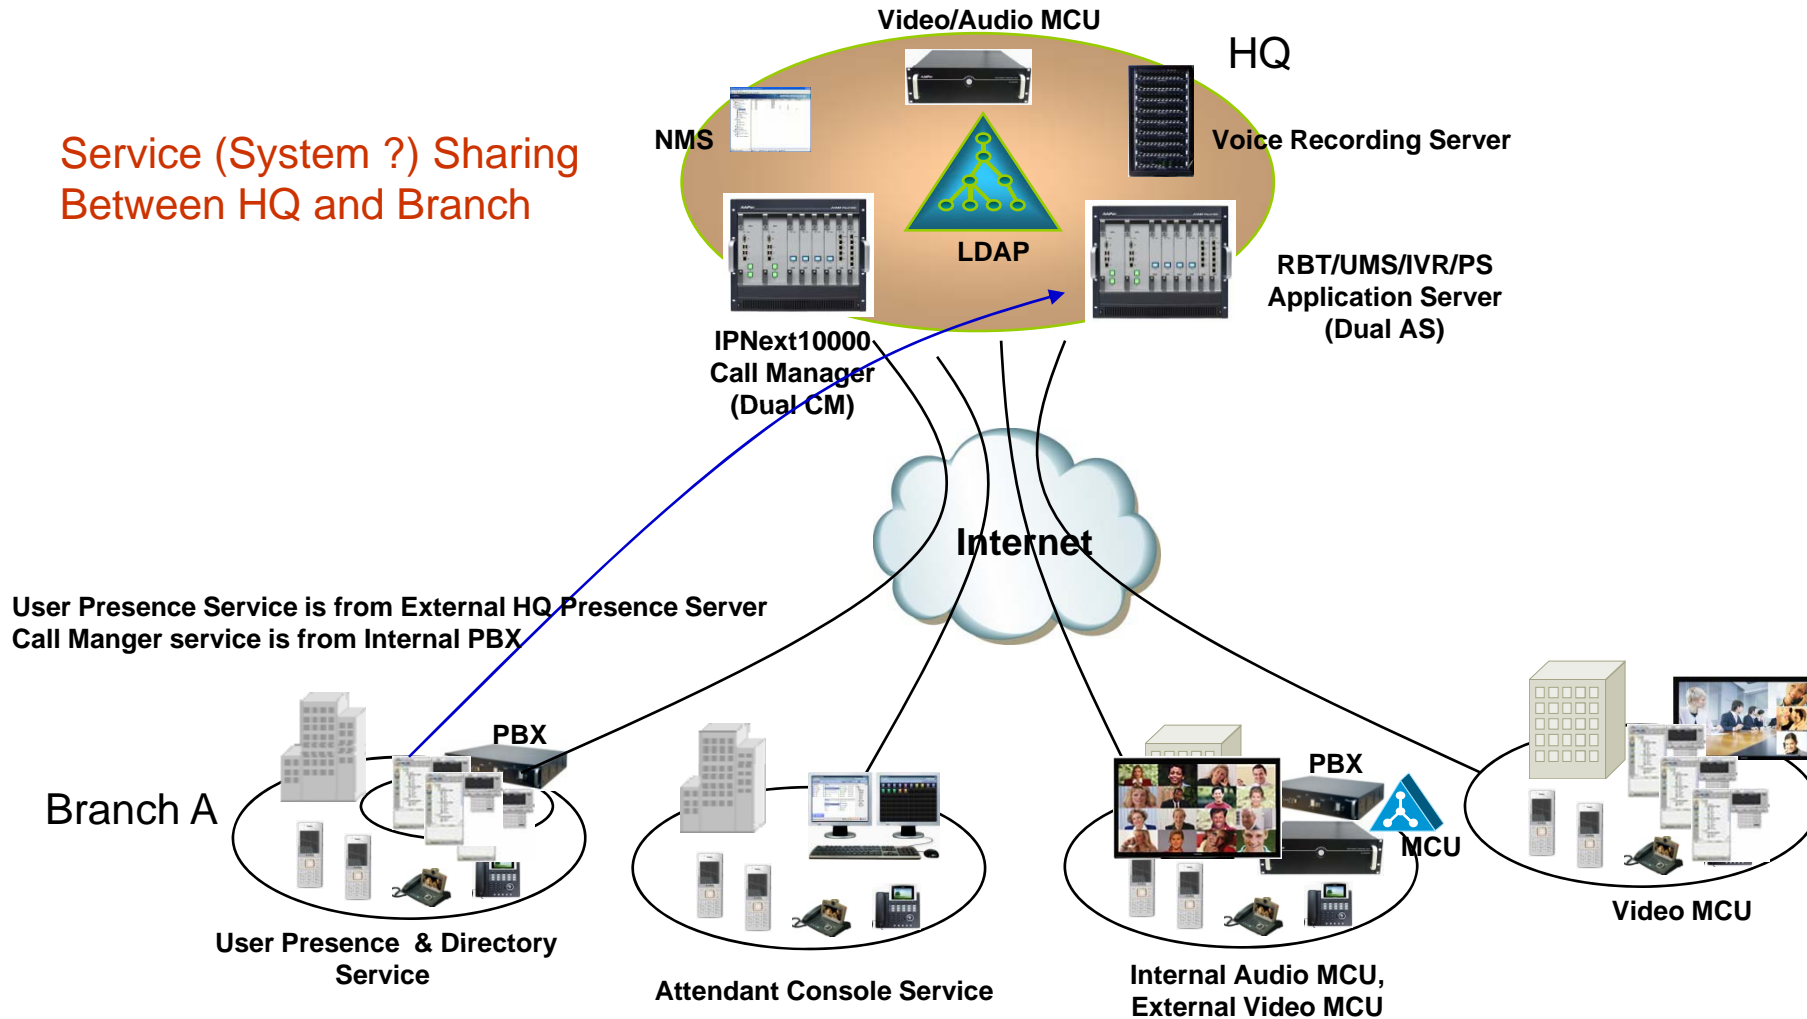 Video/Audio MCU
HQ
Service (System ?) Sharing
Between HQ and Branch
NMS
Voice Recording Server
LDAP
RBT/UMS/IVR/PS
Application Server
(Dual AS)
IPNext10000
Call Manager
(Dual CM)
Internet
User Presence Service is from External HQ Presence Server
Call Manger service is from Internal PBX
PBX
PBX
Branch A
MCU
Video MCU
User Presence & Directory
Service
Attendant Console Service
Internal Audio MCU,
External Video MCU